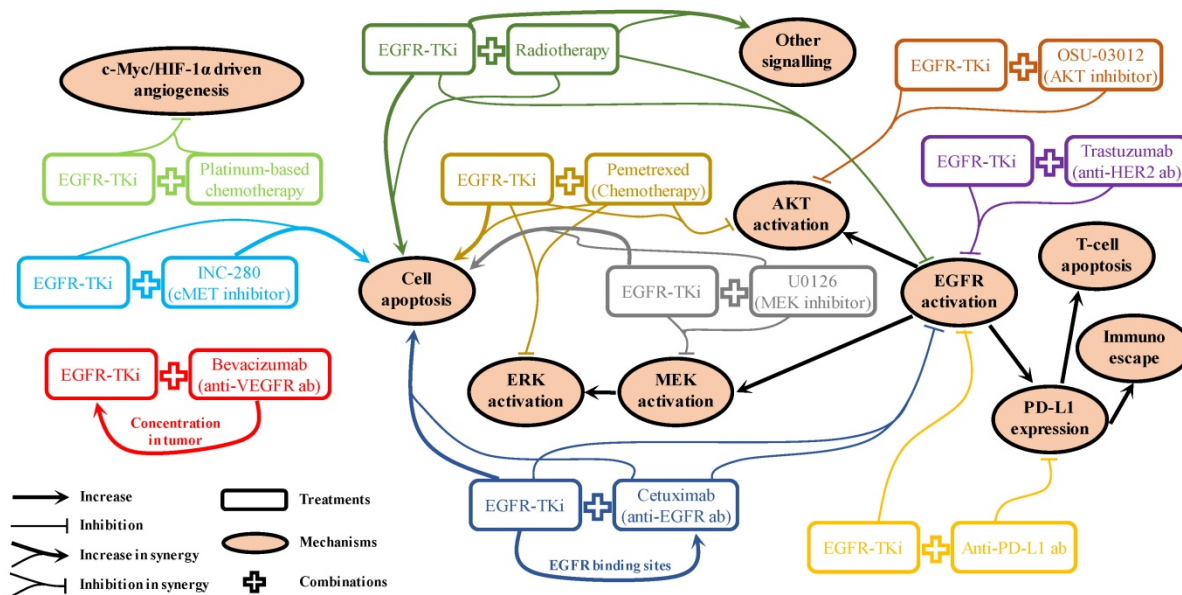 EGFR-TKi
Radiotherapy
Other
signalling
EGFR-TKi
OSU-03012
(AKT inhibitor)
c-Myc/HIF-1α driven
angiogenesis
EGFR-TKi
Platinum-based
chemotherapy
EGFR-TKi
Pemetrexed
(Chemotherapy)
EGFR-TKi
Trastuzumab
(anti-HER2 ab)
AKT
activation
T-cell
apoptosis
EGFR-TKi
INC-280
(cMET inhibitor)
Cell
apoptosis
EGFR-TKi
U0126
(MEK inhibitor)
EGFR
activation
Immuno
escape
EGFR-TKi
Bevacizumab
(anti-VEGFR ab)
Concentration
in tumor
ERK
activation
MEK
activation
PD-L1
expression
EGFR-TKi
Cetuximab
(anti-EGFR ab)
EGFR binding sites
EGFR-TKi
Anti-PD-L1 ab
Increase
Inhibition
Increase in synergy
Inhibition in synergy
Treatments
Mechanisms
Combinations